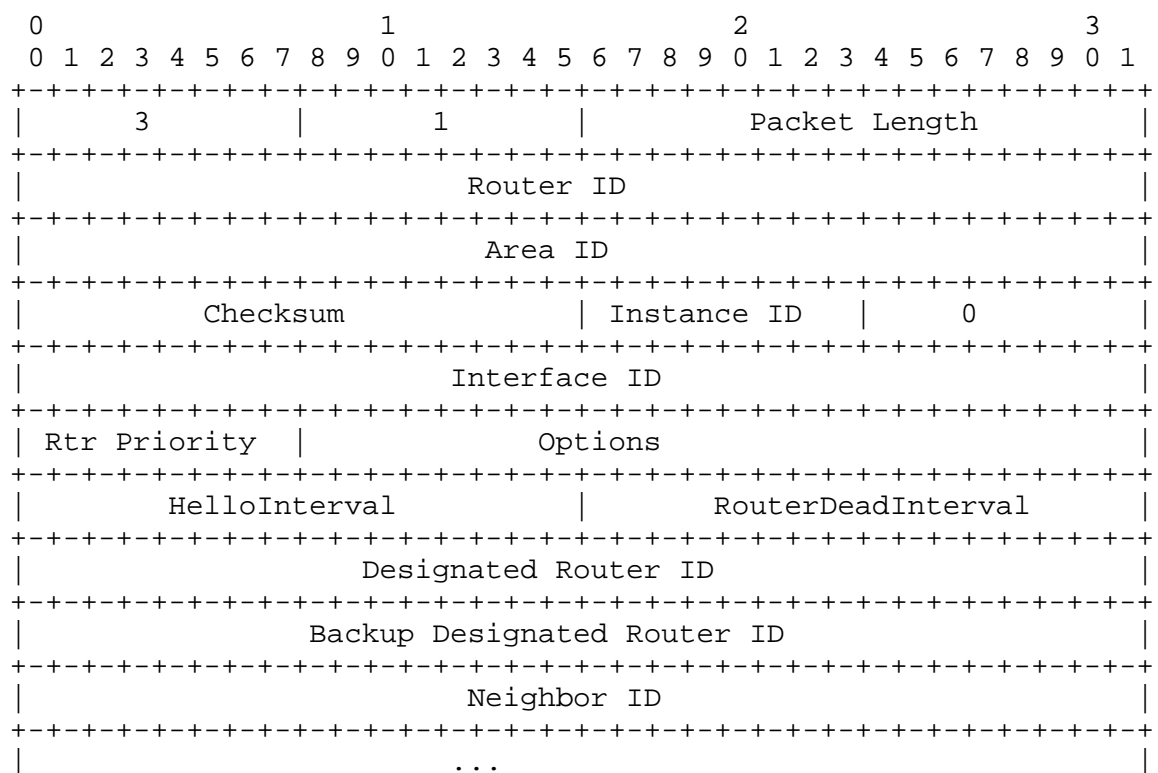 0                   1                   2                   3
 0 1 2 3 4 5 6 7 8 9 0 1 2 3 4 5 6 7 8 9 0 1 2 3 4 5 6 7 8 9 0 1
+-+-+-+-+-+-+-+-+-+-+-+-+-+-+-+-+-+-+-+-+-+-+-+-+-+-+-+-+-+-+-+-+
|       3       |       1       |         Packet Length         |
+-+-+-+-+-+-+-+-+-+-+-+-+-+-+-+-+-+-+-+-+-+-+-+-+-+-+-+-+-+-+-+-+
|                         Router ID                             |
+-+-+-+-+-+-+-+-+-+-+-+-+-+-+-+-+-+-+-+-+-+-+-+-+-+-+-+-+-+-+-+-+
|                          Area ID                              |
+-+-+-+-+-+-+-+-+-+-+-+-+-+-+-+-+-+-+-+-+-+-+-+-+-+-+-+-+-+-+-+-+
|          Checksum             | Instance ID   |     0         |
+-+-+-+-+-+-+-+-+-+-+-+-+-+-+-+-+-+-+-+-+-+-+-+-+-+-+-+-+-+-+-+-+
|                        Interface ID                           |
+-+-+-+-+-+-+-+-+-+-+-+-+-+-+-+-+-+-+-+-+-+-+-+-+-+-+-+-+-+-+-+-+
| Rtr Priority  |             Options                           |
+-+-+-+-+-+-+-+-+-+-+-+-+-+-+-+-+-+-+-+-+-+-+-+-+-+-+-+-+-+-+-+-+
|        HelloInterval          |       RouterDeadInterval      |
+-+-+-+-+-+-+-+-+-+-+-+-+-+-+-+-+-+-+-+-+-+-+-+-+-+-+-+-+-+-+-+-+
|                   Designated Router ID                        |
+-+-+-+-+-+-+-+-+-+-+-+-+-+-+-+-+-+-+-+-+-+-+-+-+-+-+-+-+-+-+-+-+
|                Backup Designated Router ID                    |
+-+-+-+-+-+-+-+-+-+-+-+-+-+-+-+-+-+-+-+-+-+-+-+-+-+-+-+-+-+-+-+-+
|                         Neighbor ID                           |
+-+-+-+-+-+-+-+-+-+-+-+-+-+-+-+-+-+-+-+-+-+-+-+-+-+-+-+-+-+-+-+-+
|                        ...                                    |